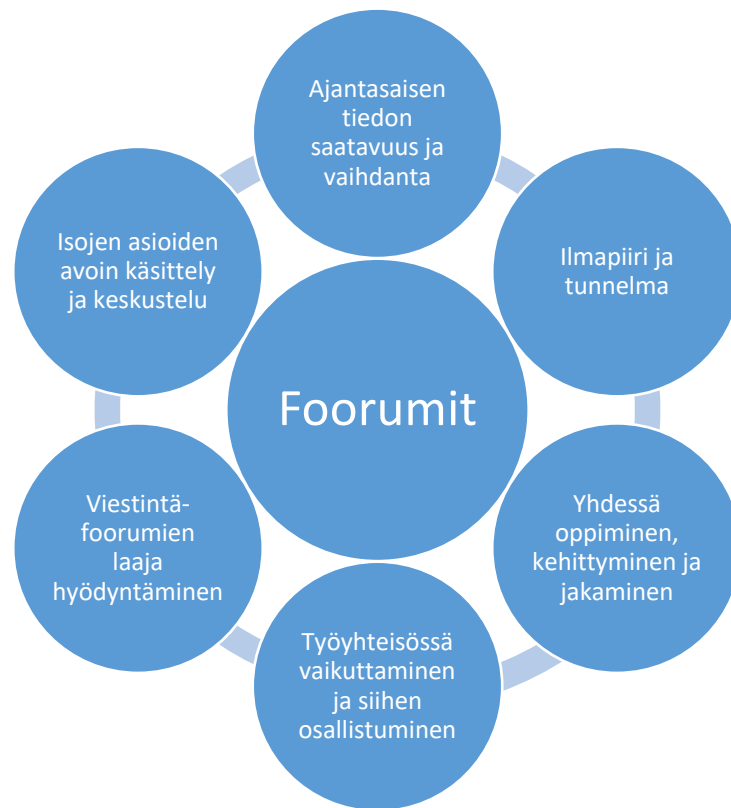 Ajantasaisen
tiedon
saatavuus ja
vaihdanta
Ilmapiiri ja
tunnelma
Yhdessä
oppiminen,
kehittyminen ja
jakaminen
Työyhteisössä
vaikuttaminen
ja siihen
osallistuminen
Viestintä-
foorumien
laaja
hyödyntäminen
Isojen asioiden
avoin käsittely
ja keskustelu
Foorumit